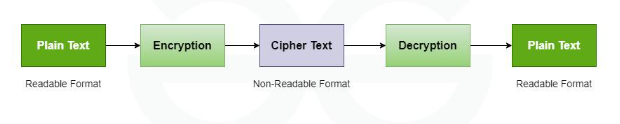 Plain Text
Encryption
Cipher Text
Decryption
Plain Text
Readable Format
Non-Readable Format
Readable Format